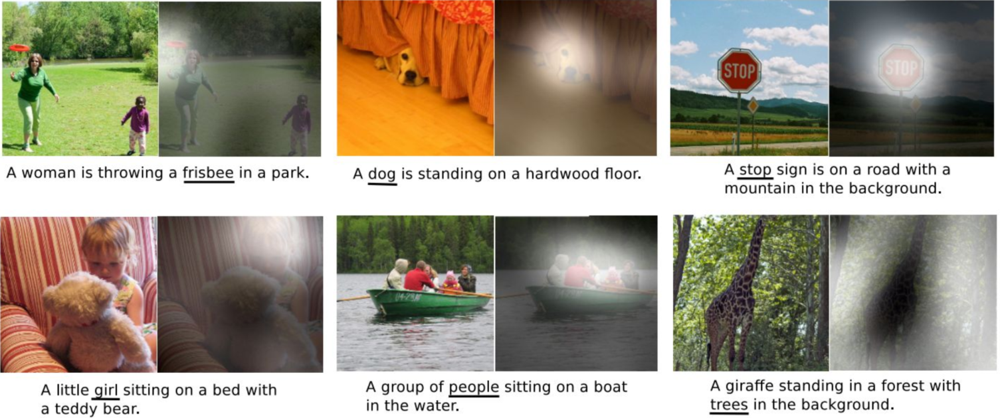 STOP
STOP
A woman is throwing a frisbee in a park.
A dog is standing on a hardwood floor.
A stop sign is on a road with a
mountain in the background.
A little girl sitting on a bed with
a teddy bear.
A group of people sitting on a boat
in the water.
A giraffe standing in a forest with
trees in the background.